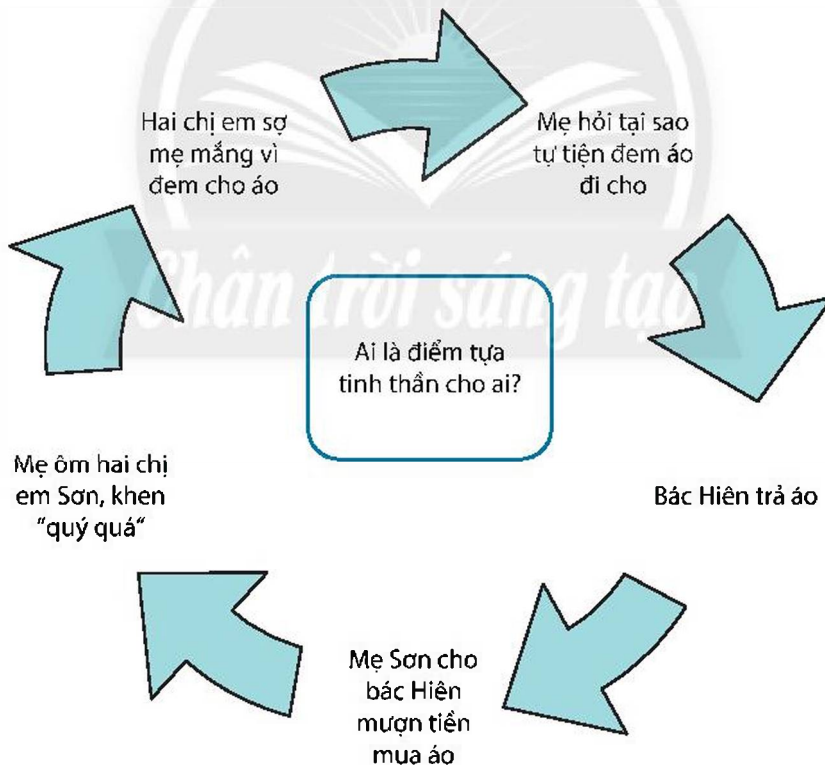 Hai chị em sợ
mẹ mắng vì
đem cho áo
Mẹ hỏi tại sao
tự tiện đem áo
đi cho
Chân trời sáng tạo
Ai là điểm tựa
tinh thần cho ai?
Mẹ ôm hai chị
em Sơn, khen
"quý quá"
Bác Hiên trả áo
Mẹ Sơn cho
bác Hiên
mượn tiền
mua áo